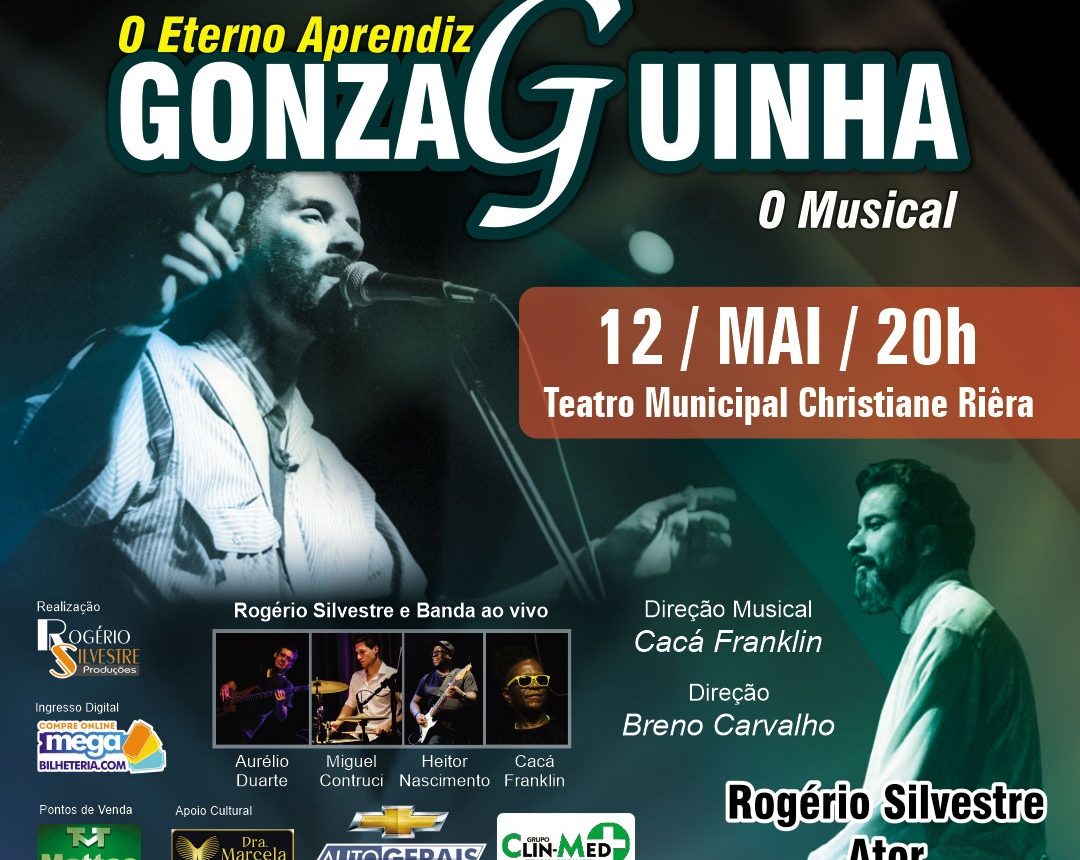 O Eterno Aprendiz
GONZAGUINHA
O Musical
12 / MAI / 20h
Teatro Municipal Christiane Riêra
Realização
ROGÉRIO
SILVESTRE
Produções
Rogério Silvestre e Banda ao vivo
Direção Musical
Cacá Franklin
Direção
Breno Carvalho
Ingresso Digital
COMPRE ONLINE
mega
BILHETERIA.COM
Aurélio
Duarte
Miguel
Contruci
Heitor
Nascimento
Cacá
Franklin
Rogério Silvestre
Ator
Pontos de Venda
Apoio Cultural
Dra.
Marcela
AUTOGERAIS
GRUPO
CLIN-MED